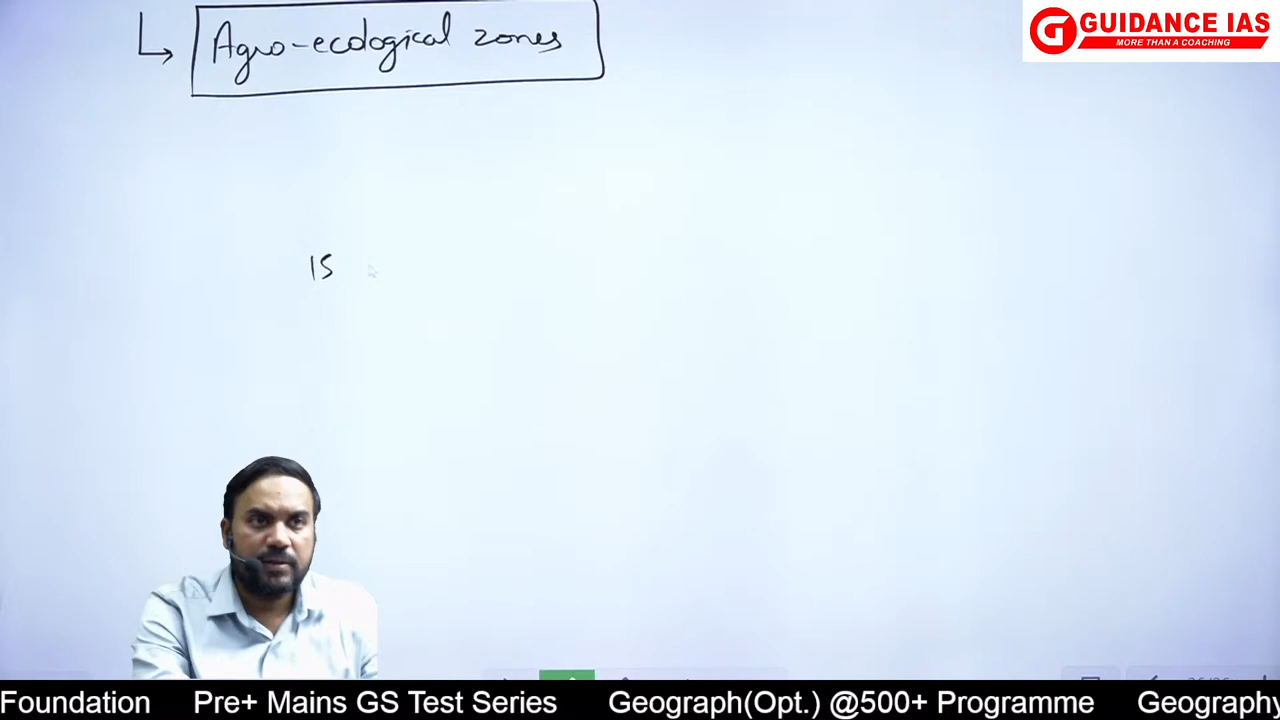 GUIDANCE IAS
MORE THAN A COACHING
Agro-ecological zones
15
Foundation Pre+ Mains GS Test Series Geograph(Opt.) @500+ Programme Geography